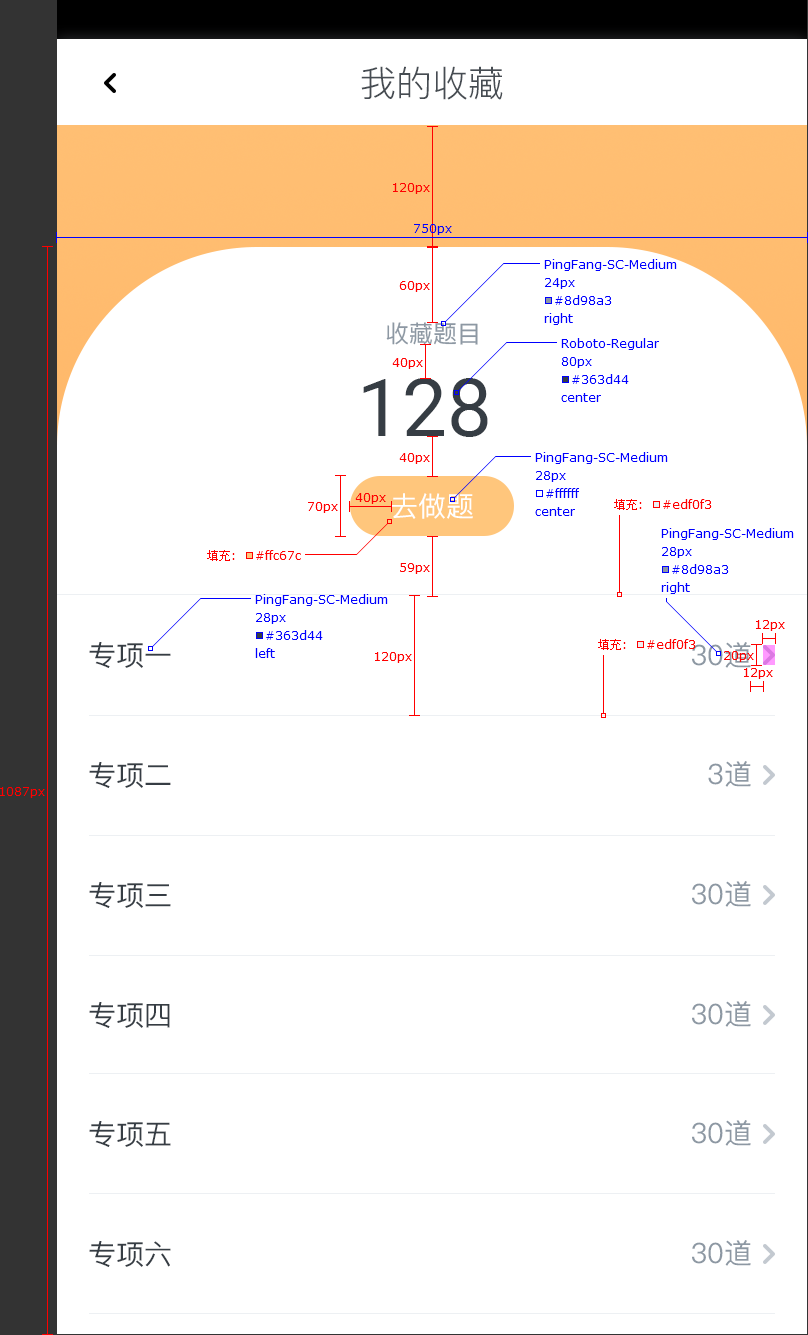 我的收藏
120px
750px
PingFang-SC-Medium
24px
#8d98a3
right
60px
收藏题目
Roboto-Regular
80px
#363d44
center
40px
128
40px
PingFang-SC-Medium
28px
#ffffff
center
70px
40px
去做题
填充: #edf0f3
填充: #ffc67c
59px
PingFang-SC-Medium
28px
#8d98a3
right
PingFang-SC-Medium
28px
#363d44
left
12px
专项一
120px
填充: #edf0f3
30道
20px
12px
专项二
3道
1087px
专项三
30道
专项四
30道
专项五
30道
专项六
30道